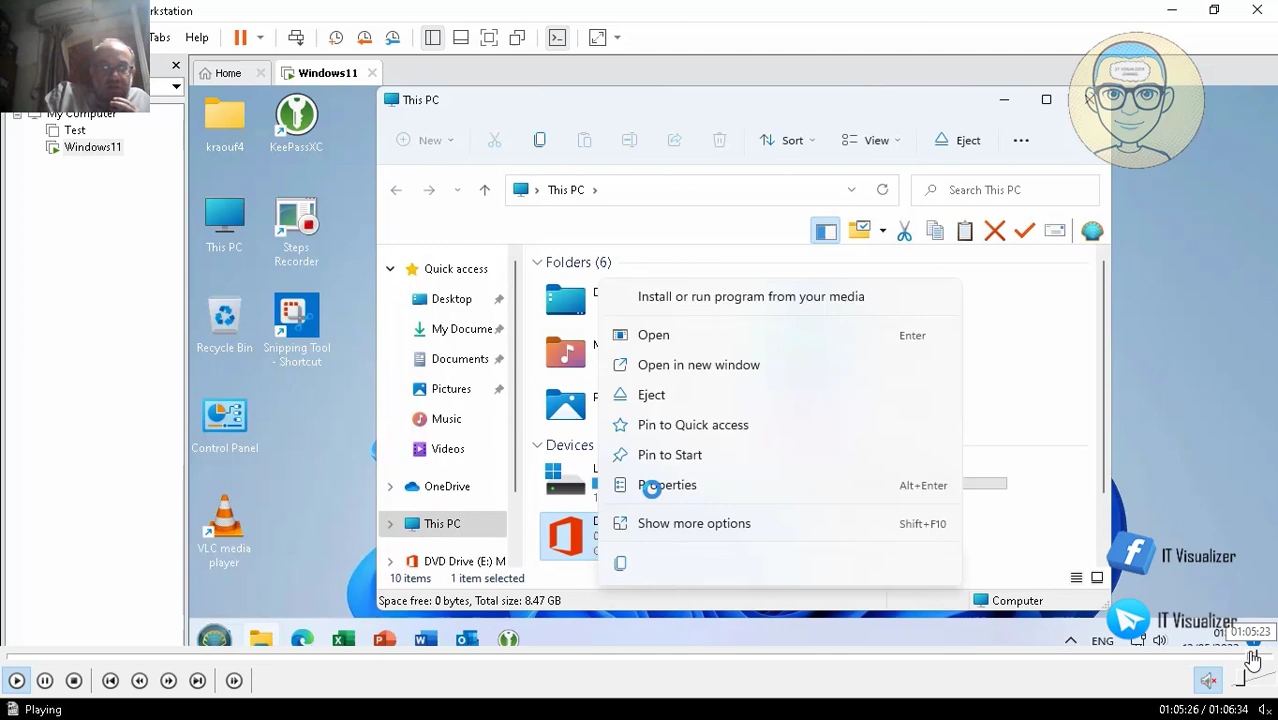 rkstation
Tabs
Help
Home
Windows11
My Computer
Test
Windows11
kraouf4
KeePassXC
This PC
Steps
Recorder
Recycle Bin
Snipping Tool
- Shortcut
Control Panel
VLC media
player
This PC
New
Sort
View
Eject
This PC
Search This PC
IT VISUALIZER
CHANNEL
Quick access
Desktop
My Docume
Documents
Pictures
Music
Videos
OneDrive
This PC
DVD Drive (E:) M
Folders (6)
Devices
Install or run program from your media
Open
Enter
Open in new window
Eject
Pin to Quick access
Pin to Start
Properties
Alt+Enter
Show more options
Shift+F10
10 items
1 item selected
Space free: 0 bytes, Total size: 8.47 GB
Computer
IT Visualizer
IT Visualizer
ENG
01:05:23
Playing
01:05:26 / 01:06:34